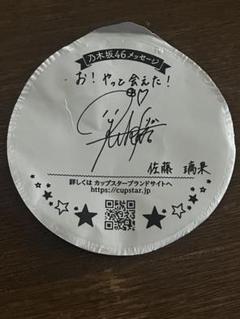 乃木坂46メッセージ
お！やっと会えた！
佐藤 璃果
詳しくは カップスターブランドサイトへ
https://cupstar.jp